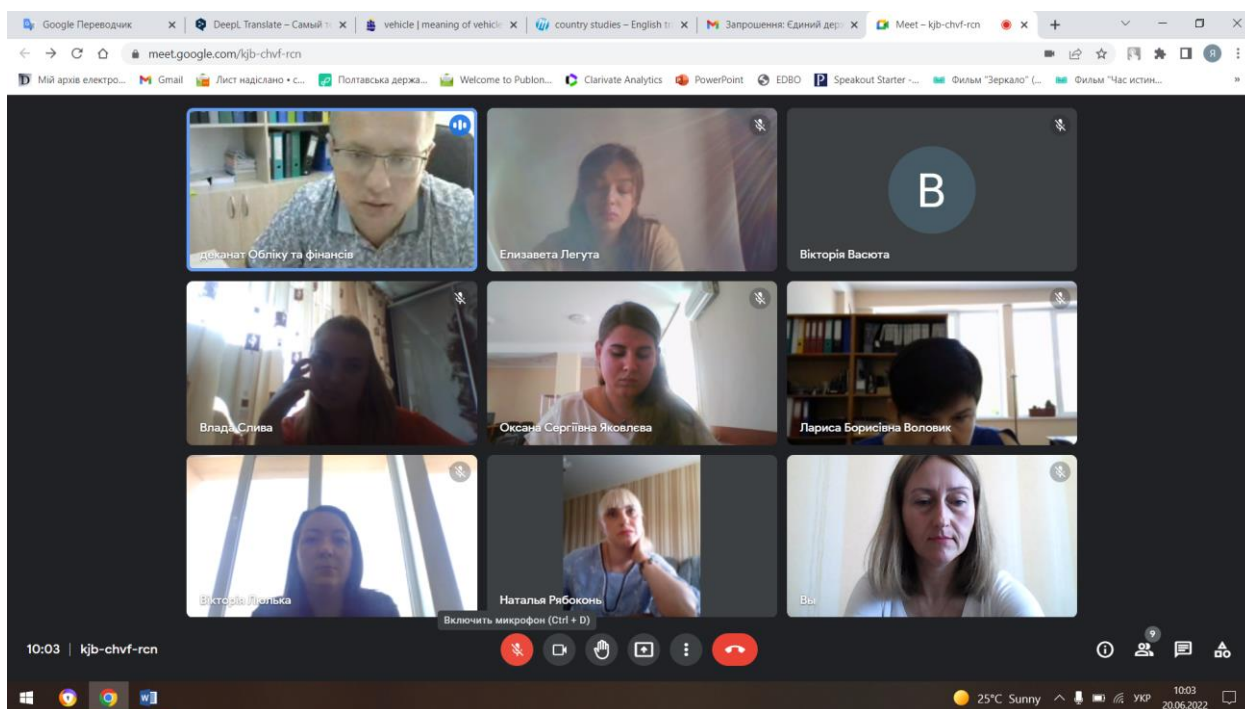 Google Переводчик
DeepL Translate – Самый то
vehicle | meaning of vehicle
country studies – English tr
Запрошення: Єдиний держ
Meet – kjb-chvf-rcn
meet.google.com/kjb-chvf-rcn
Я
Мій архів електро...
Gmail
Лист надіслано • с...
Полтавська держа...
Welcome to Publon...
Clarivate Analytics
PowerPoint
EDBO
Speakout Starter -...
Фильм "Зеркало" (...
Фильм "Час истин...
»
деканат Обліку та фінансів
Елизавета Легута
В
Вікторія Васюта
Влада Слива
Оксана Сергіївна Яковлєва
Лариса Борисівна Воловик
Вікторія Люлька
Наталья Рябоконь
Вы
Включить микрофон (Ctrl + D)
10:03 | kjb-chvf-rcn
9
25°C Sunny
УКР
10:03
20.06.2022